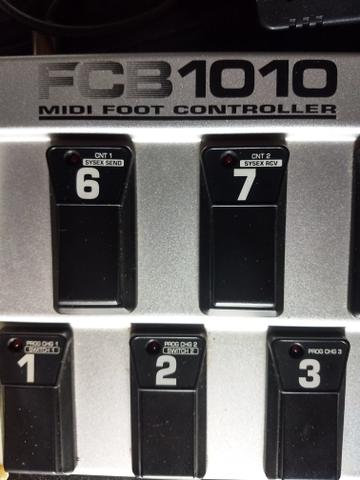 FCB1010
MIDI FOOT CONTROLLER
CNT 1
SYSEX SEND
6
CNT 2
SYSEX RCV
7
PROG CHG 1
SWITCH 1
1
PROG CHG 2
SWITCH 2
2
PROG CHG 3
3